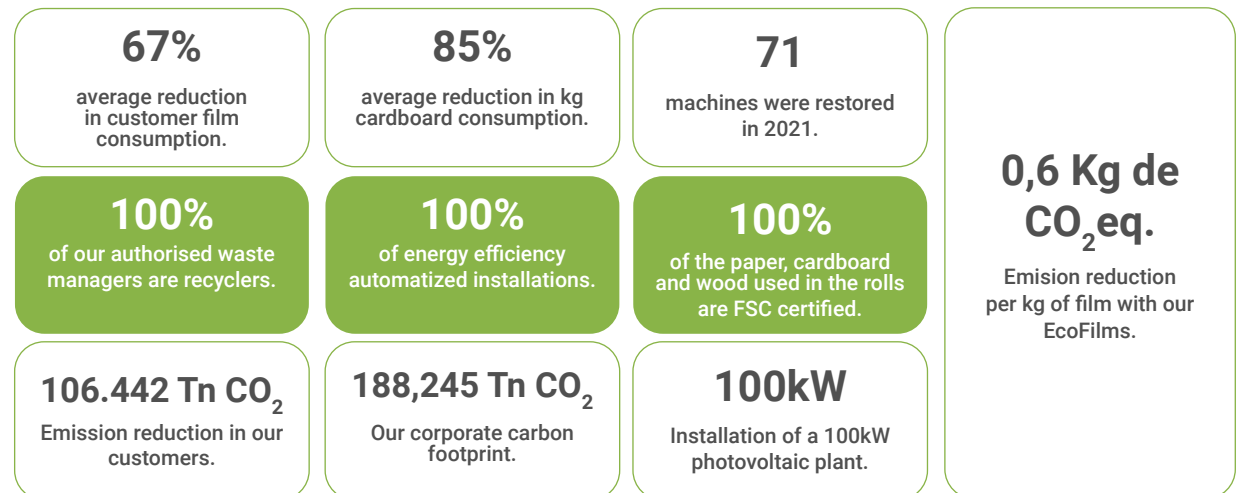 67%
average reduction
in customer film
consumption.
85%
average reduction in kg
cardboard consumption.
71
machines were restored
in 2021.
100%
of our authorised waste
managers are recyclers.
100%
of energy efficiency
automatized installations.
100%
of the paper, cardboard
and wood used in the rolls
are FSC certified.
106.442 Tn CO₂
Emission reduction in our
customers.
188,245 Tn CO₂
Our corporate carbon
footprint.
100kW
Installation of a 100kW
photovoltaic plant.
0,6 Kg de
CO₂eq.
Emision reduction
per kg of film with our
EcoFilms.